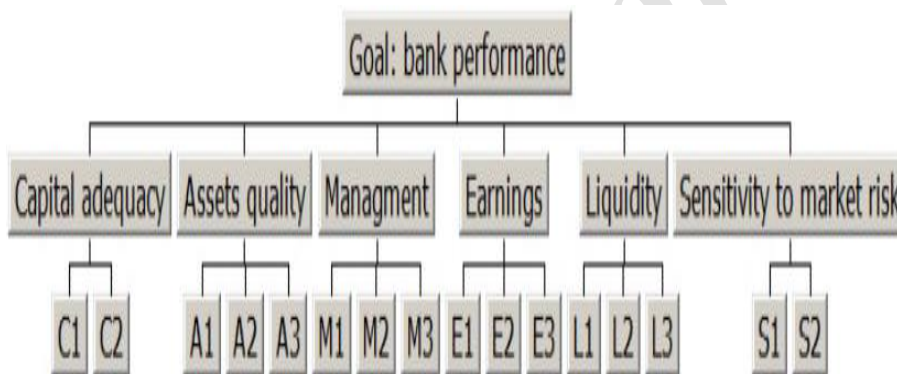 Goal: bank performance
Capital adequacy Assets quality Managment Earnings Liquidity Sensitivity to market risk
C1 C2 A1 A2 A3 M1 M2 M3 E1 E2 E3 L1 L2 L3 S1 S2